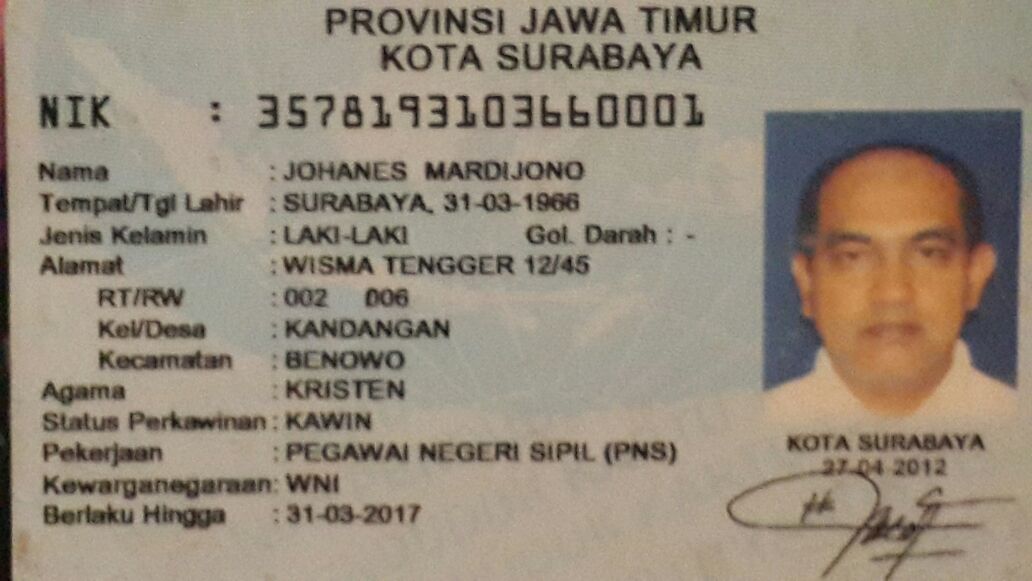 PROVINSI JAWA TIMUR
KOTA SURABAYA
NIK : 3578193103660001
Nama : JOHANES MARDIJONO
Tempat/Tgl Lahir : SURABAYA, 31-03-1966
Jenis Kelamin : LAKI-LAKI Gol. Darah : -
Alamat : WISMA TENGGER 12/45
RT/RW : 002 006
Kel/Desa : KANDANGAN
Kecamatan : BENOWO
Agama : KRISTEN
Status Perkawinan : KAWIN
Pekerjaan : PEGAWAI NEGERI SIPIL (PNS)
Kewarganegaraan : WNI
Berlaku Hingga : 31-03-2017
KOTA SURABAYA
27-04-2012